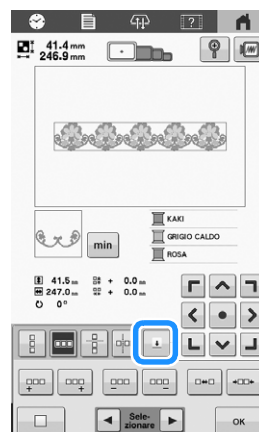 41.4 mm
246.9 mm
min
KAKI
GRIGIO CALDO
ROSA
41.5 mm + 0.0 mm
247.0 mm + 0.0 mm
0°
Sele-
zionare
OK